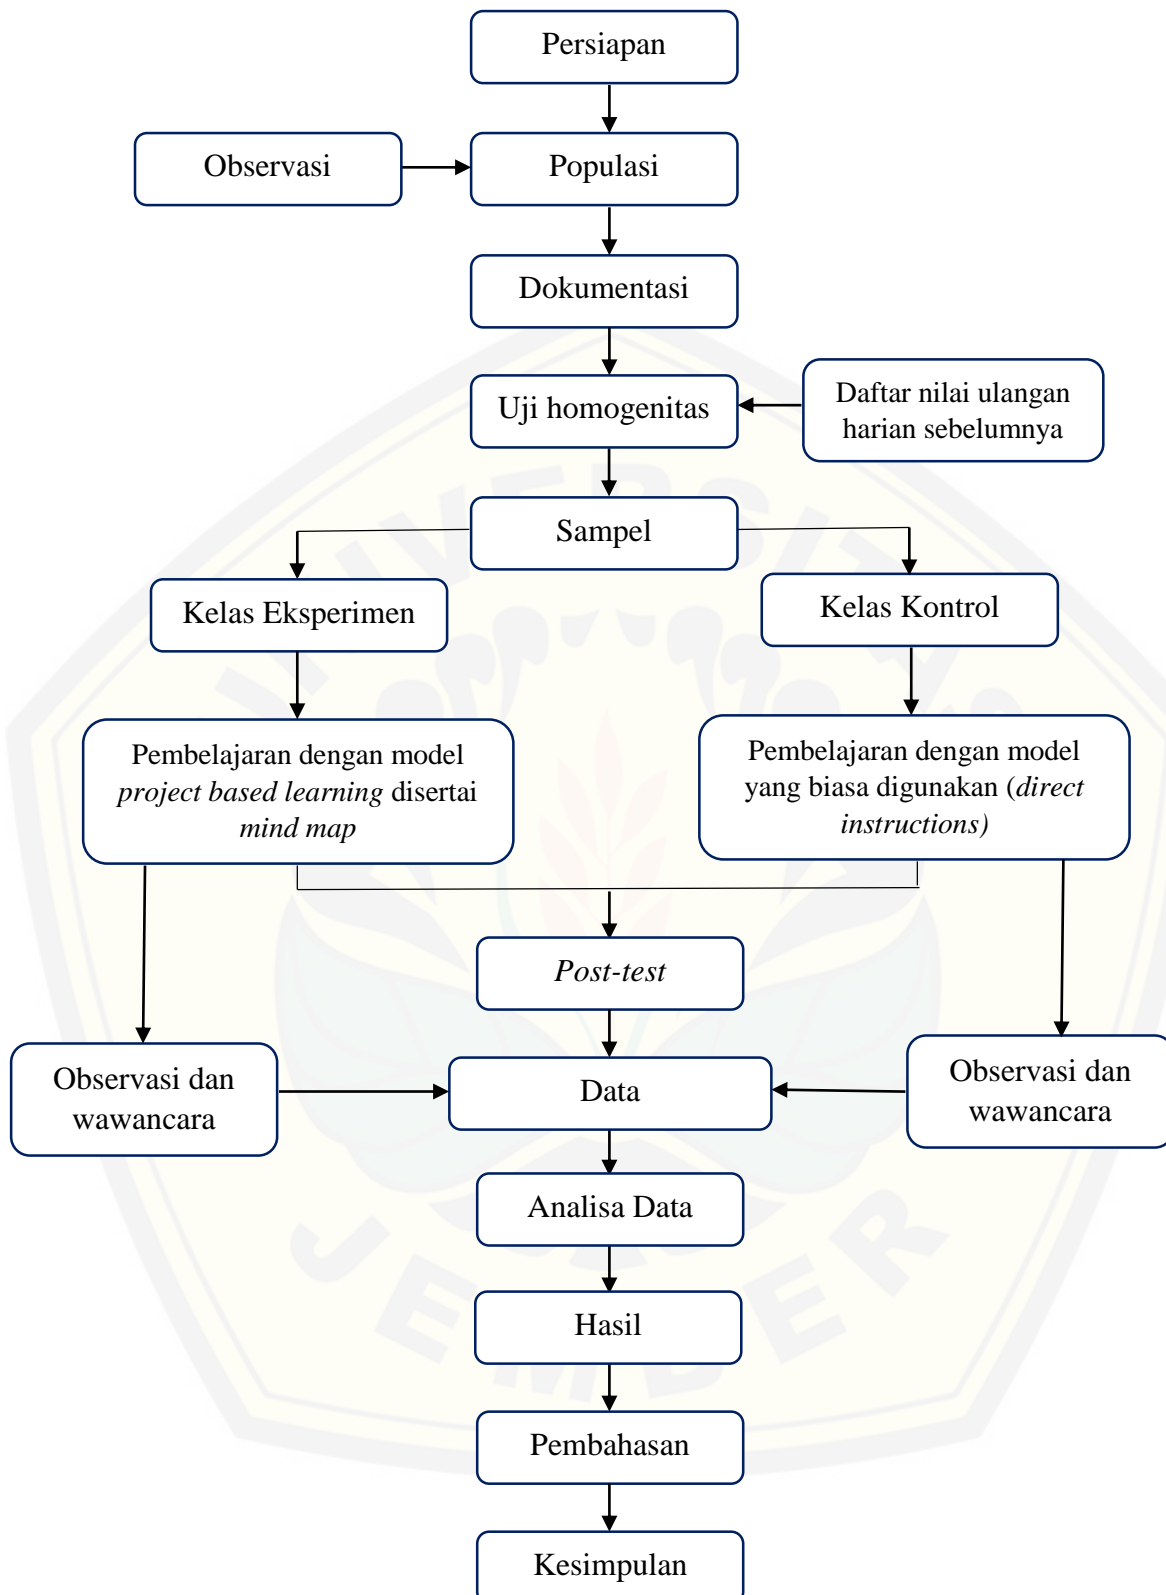 Persiapan
Observasi
Populasi
Dokumentasi
Uji homogenitas
Daftar nilai ulangan
harian sebelumnya
Sampel
Kelas Eksperimen
Kelas Kontrol
Pembelajaran dengan model
project based learning disertai
mind map
Pembelajaran dengan model
yang biasa digunakan (direct
instructions)
Post-test
Observasi dan
wawancara
Data
Observasi dan
wawancara
Analisa Data
Hasil
Pembahasan
Kesimpulan
UNIVERSITAS
JEMBER